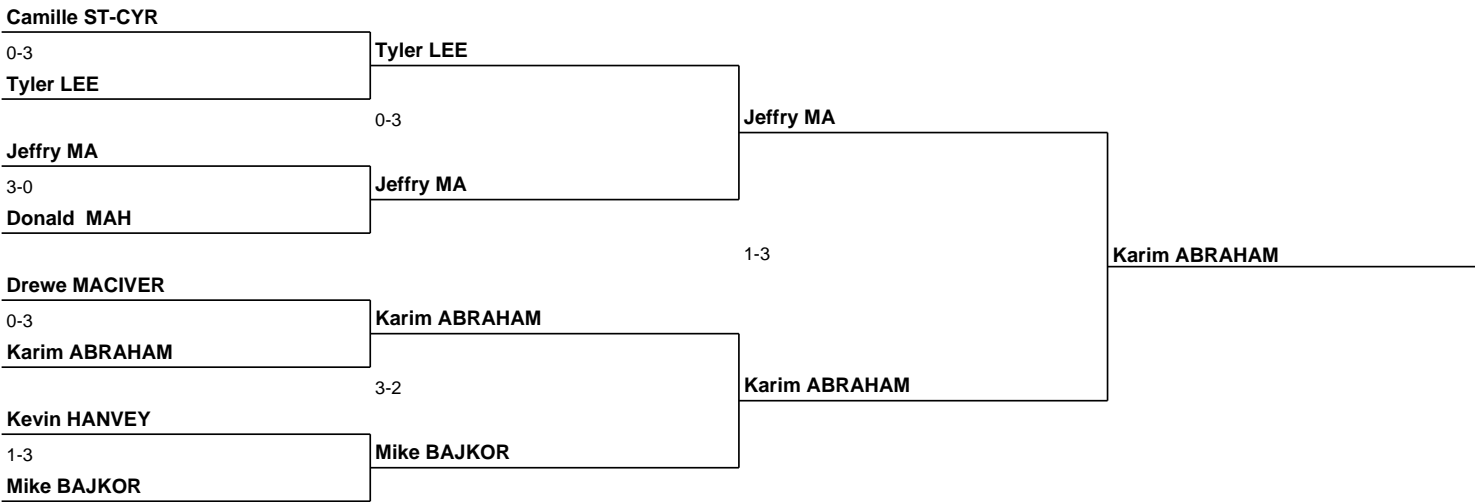 Camille ST-CYR
0-3
Tyler LEE
Tyler LEE
0-3
Jeffry MA
Jeffry MA
3-0
Donald  MAH
Jeffry MA
1-3
Karim ABRAHAM
Drewe MACIVER
0-3
Karim ABRAHAM
Karim ABRAHAM
3-2
Karim ABRAHAM
Kevin HANVEY
1-3
Mike BAJKOR
Mike BAJKOR